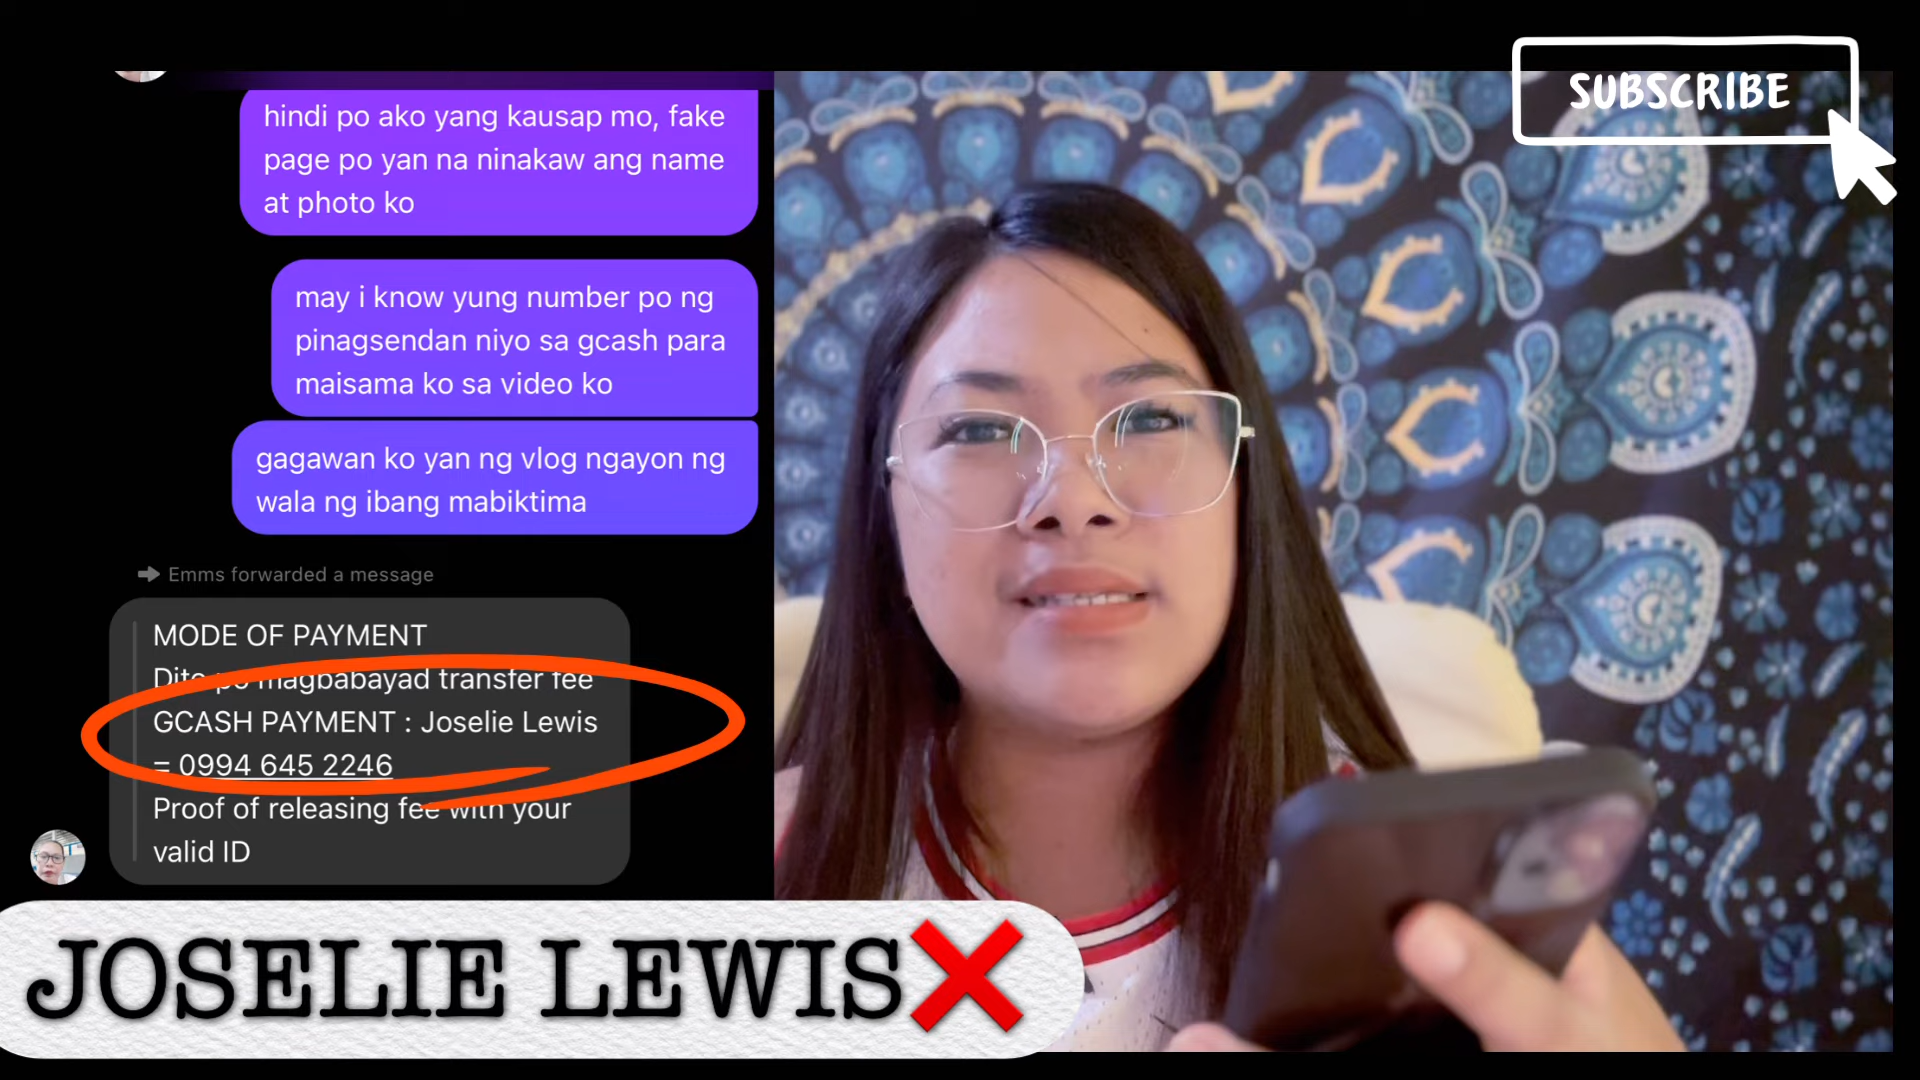 SUBSCRIBE
hindi po ako yang kausap mo, fake
page po yan na ninakaw ang name
at photo ko
may i know yung number po ng
pinagsendan niyo sa gcash para
maisama ko sa video ko
gagawan ko yan ng vlog ngayon ng
wala ng ibang mabiktima
Emms forwarded a message
MODE OF PAYMENT
Dito po magbabayad transfer fee
GCASH PAYMENT : Joselie Lewis
= 0994 645 2246
Proof of releasing fee with your
valid ID
JOSELIE LEWIS